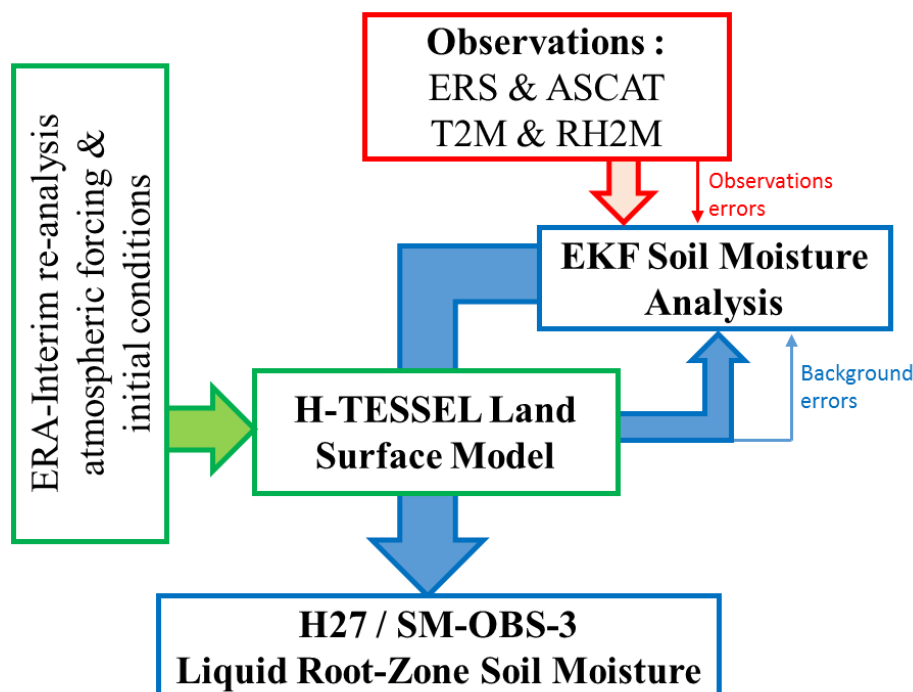 Observations :
ERS & ASCAT
T2M & RH2M
ERA-Interim re-analysis
atmospheric forcing &
initial conditions
Observations
errors
EKF Soil Moisture
Analysis
Background
errors
H-TESSEL Land
Surface Model
H27 / SM-OBS-3
Liquid Root-Zone Soil Moisture